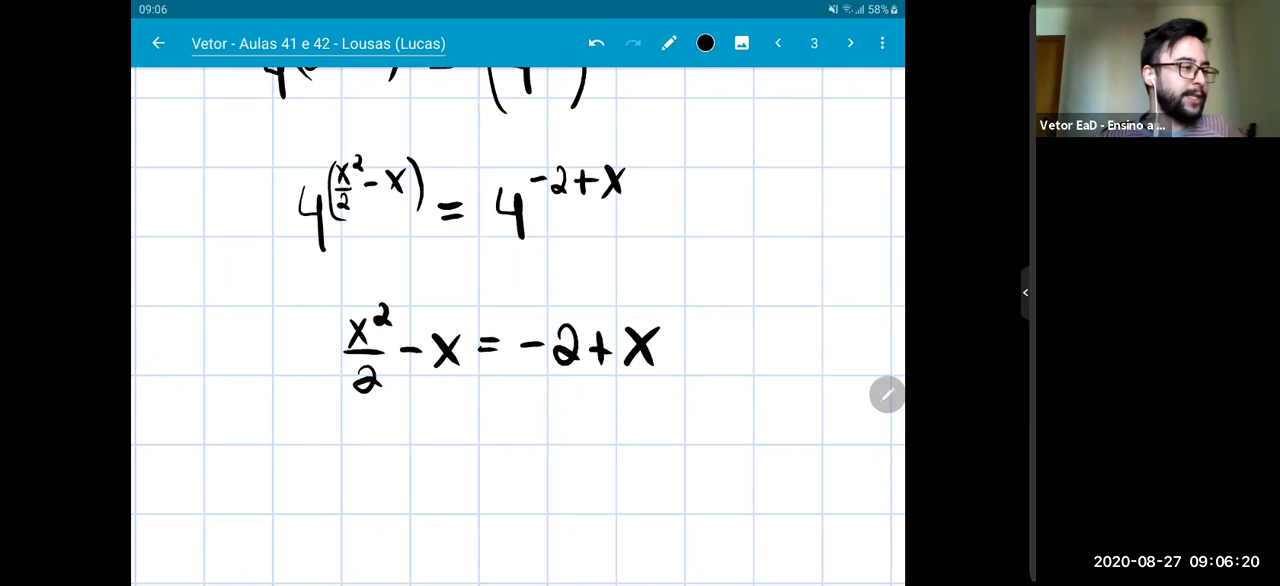 09:06 58%
Vetor - Aulas 41 e 42 - Lousas (Lucas) 3
4^(x²/2 - x) = 4^(-2+x)
x²/2 - x = -2 + x
Vetor EaD - Ensino a ...
2020-08-27 09:06:20